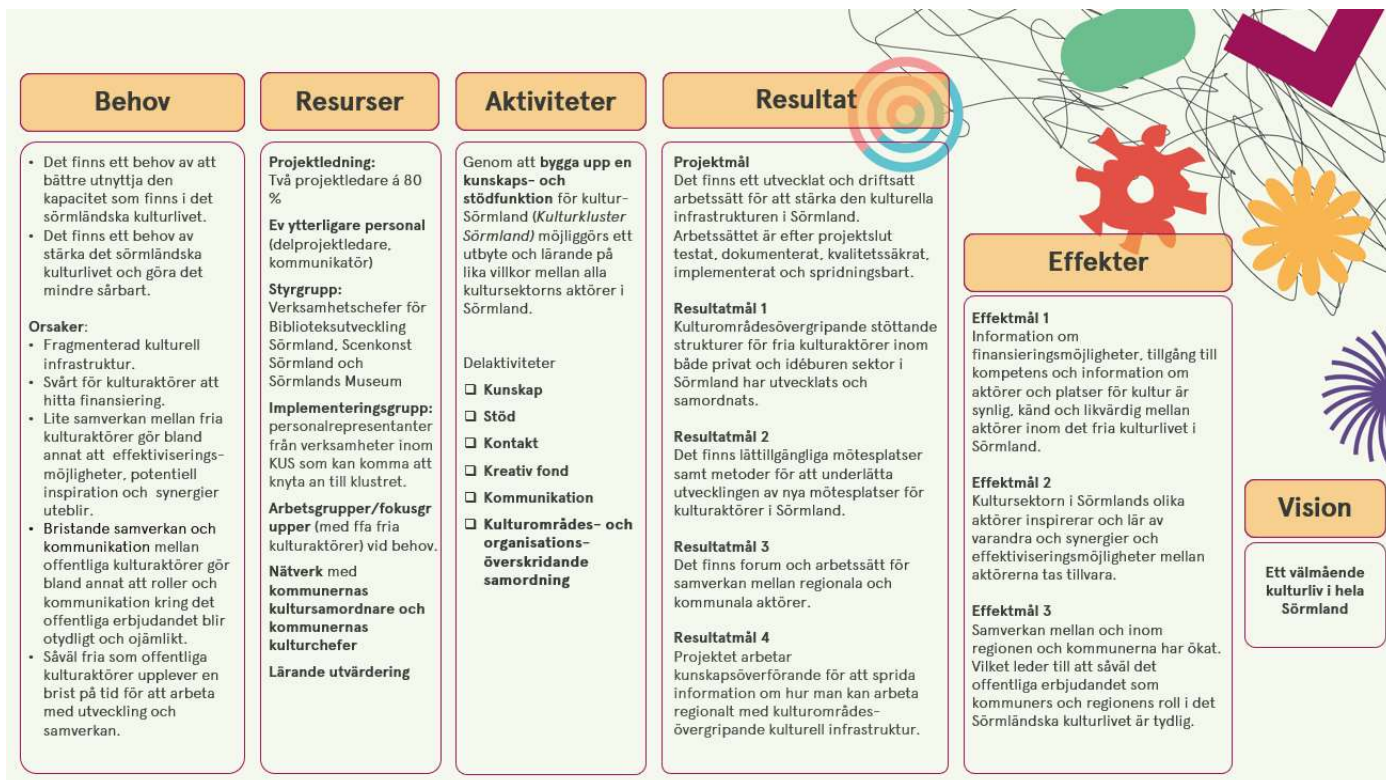 Behov
• Det finns ett behov av att
bättre utnyttja den
kapacitet som finns i det
sörmländska kulturlivet.
• Det finns ett behov av
stärka det sörmländska
kulturlivet och göra det
mindre sårbart.
Orsaker:
• Fragmenterad kulturell
infrastruktur.
• Svårt för kulturaktörer att
hitta finansiering.
• Lite samverkan mellan fria
kulturaktörer gör bland
annat att effektiviserings-
möjligheter, potentiell
inspiration och synergier
uteblir.
• Bristande samverkan och
kommunikation mellan
offentliga kulturaktörer gör
bland annat att roller och
kommunikation kring det
offentliga erbjudandet blir
otydligt och ojämlikt.
• Såväl fria som offentliga
kulturaktörer upplever en
brist på tid för att arbeta
med utveckling och
samverkan.
Resurser
Projektledning:
Två projektledare á 80
%
Ev ytterligare personal
(delprojektledare,
kommunikatör)
Styrgrupp:
Verksamhetschefer för
Biblioteksutveckling
Sörmland, Scenkonst
Sörmland och
Sörmlands Museum
Implementeringsgrupp:
personalrepresentanter
från verksamheter inom
KUS som kan komma att
knyta an till klustret.
Arbetsgrupper/fokusgr
upper (med ffa fria
kulturaktörer) vid behov.
Nätverk med
kommunernas
kultursamordnare och
kommunernas
kulturchefer
Lärande utvärdering
Aktiviteter
Genom att bygga upp en
kunskaps- och
stödfunktion för kultur-
Sörmland (Kulturkluster
Sörmland) möjliggörs ett
utbyte och lärande på
lika villkor mellan alla
kultursektorns aktörer i
Sörmland.
Delaktiviteter
❑ Kunskap
❑ Stöd
❑ Kontakt
❑ Kreativ fond
❑ Kommunikation
❑ Kulturområdes- och
organisations-
överskridande
samordning
Resultat
Projektmål
Det finns ett utvecklat och driftsatt
arbetssätt för att stärka den kulturella
infrastrukturen i Sörmland.
Arbetssättet är efter projektslut
testat, dokumenterat, kvalitetssäkrat,
implementerat och spridningsbart.
Resultatmål 1
Kulturområdesövergripande stöttande
strukturer för fria kulturaktörer inom
både privat och idéburen sektor i
Sörmland har utvecklats och
samordnats.
Resultatmål 2
Det finns lättillgängliga mötesplatser
samt metoder för att underlätta
utvecklingen av nya mötesplatser för
kulturaktörer i Sörmland.
Resultatmål 3
Det finns forum och arbetssätt för
samverkan mellan regionala och
kommunala aktörer.
Resultatmål 4
Projektet arbetar
kunskapsöverförande för att sprida
information om hur man kan arbeta
regionalt med kulturområdes-
övergripande kulturell infrastruktur.
Effekter
Effektmål 1
Information om
finansieringsmöjligheter, tillgång till
kompetens och information om
aktörer och platser för kultur är
synlig, känd och likvärdig mellan
aktörer inom det fria kulturlivet i
Sörmland.
Effektmål 2
Kultursektorn i Sörmlands olika
aktörer inspirerar och lär av
varandra och synergier och
effektiviseringsmöjligheter mellan
aktörerna tas tillvara.
Effektmål 3
Samverkan mellan och inom
regionen och kommunerna har ökat.
Vilket leder till att såväl det
offentliga erbjudandet som
kommuners och regionens roll i det
Sörmländska kulturlivet är tydlig.
Vision
Ett välmående
kulturliv i hela
Sörmland